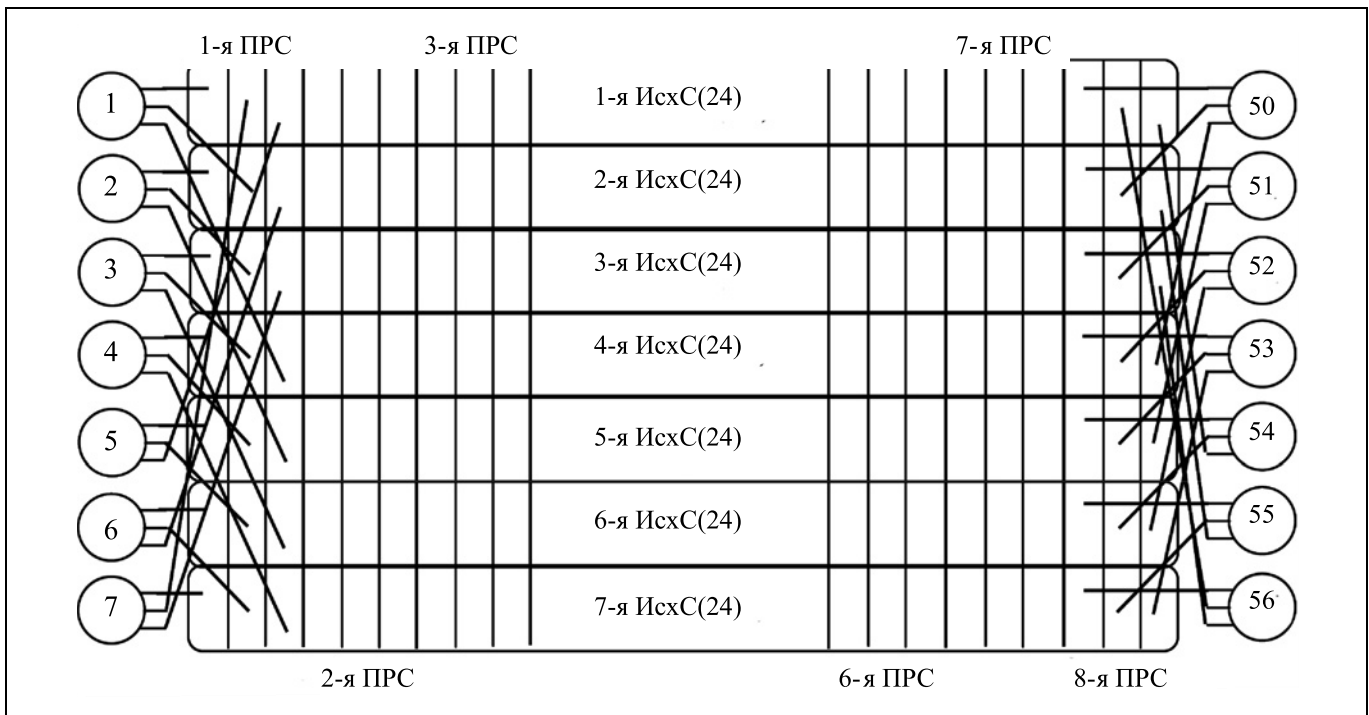 1-я ПРС 3-я ПРС 7-я ПРС
1 1-я ИсхС(24) 50
2 2-я ИсхС(24) 51
3 3-я ИсхС(24) 52
4 4-я ИсхС(24) 53
5 5-я ИсхС(24) 54
6 6-я ИсхС(24) 55
7 7-я ИсхС(24) 56
2-я ПРС 6-я ПРС 8-я ПРС